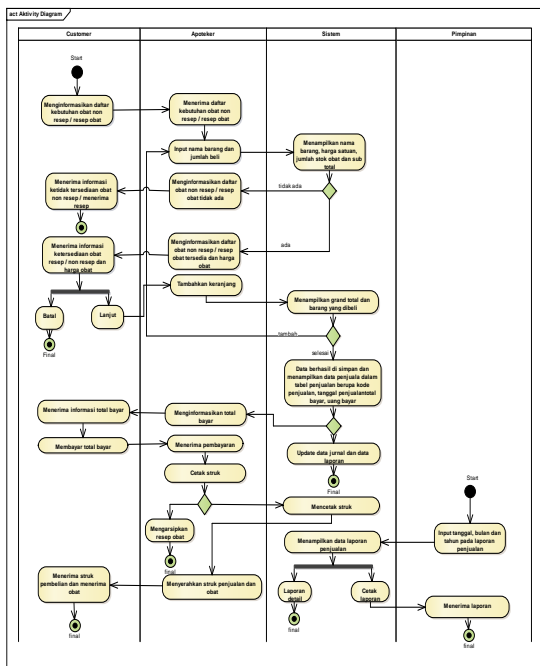 act Aktivity Diagram
Customer
Apoteker
Sistem
Pimpinan
Start
Menginformasikan daftar
kebutuhan obat non
resep / resep obat
Menerima daftar
kebutuhan obat non
resep / resep obat
Input nama barang dan
jumlah beli
Menampilkan nama
barang, harga satuan,
jumlah stok obat dan sub
total
tidak ada
Menginformasikan daftar
obat non resep / resep
obat tidak ada
Menerima informasi
ketidak tersediaan obat
non resep / menerima
resep
ada
Menginformasikan daftar
obat non resep / resep
obat tersedia dan harga
obat
Menerima informasi
ketersediaan obat
resep / non resep dan
harga obat
Batal
Lanjut
Final
Tambahkan keranjang
Menampilkan grand total dan
barang yang dibeli
tambah
selesai
Data berhasil di simpan dan
menampilkan data penjuala dalam
tabel penjualan berupa kode
penjualan, tanggal penjualantotal
bayar, uang bayar
Menginformasikan total
bayar
Menerima informasi total
bayar
Membayar total bayar
Menerima pembayaran
Update data jurnal dan data
laporan
Final
Cetak struk
Mencetak struk
Mengarsipkan
resep obat
final
Start
Input tanggal, bulan dan
tahun pada laporan
penjualan
Menampilkan data laporan
penjualan
Laporan
detail
Cetak
laporan
final
Menerima laporan
final
Menyerahkan struk penjualan dan
obat
Menerima struk
pembelian dan menerima
obat
final